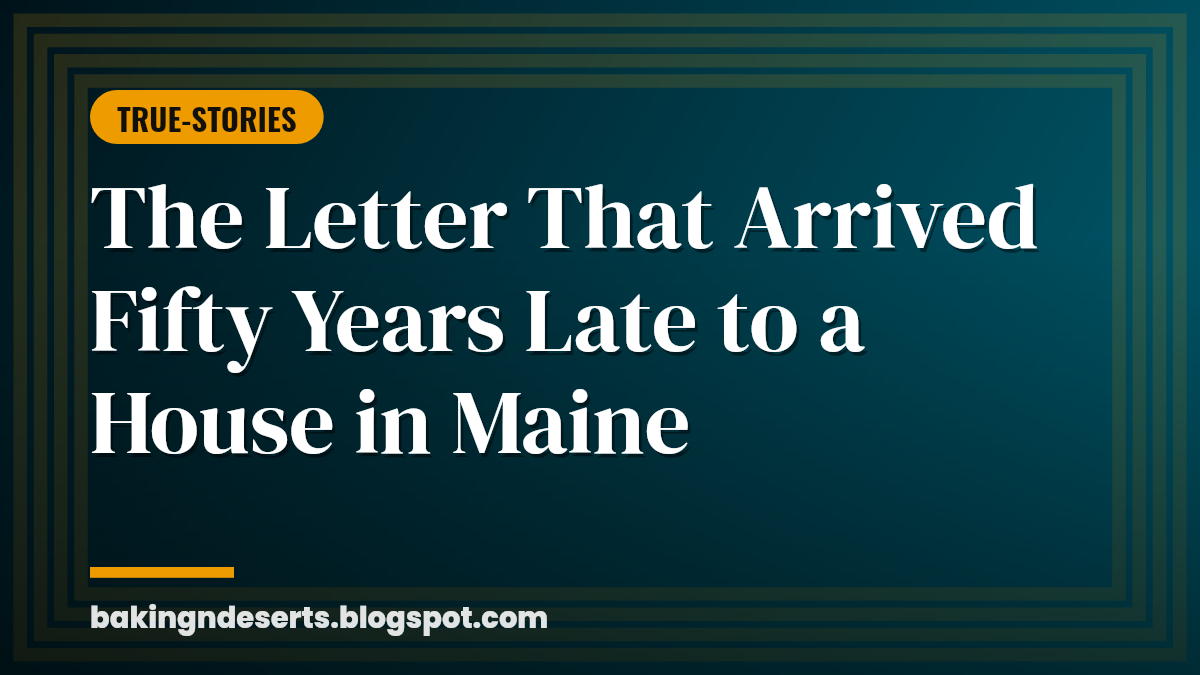 TRUE-STORIES
The Letter That Arrived
Fifty Years Late to a
House in Maine
bakingndeserts.blogspot.com